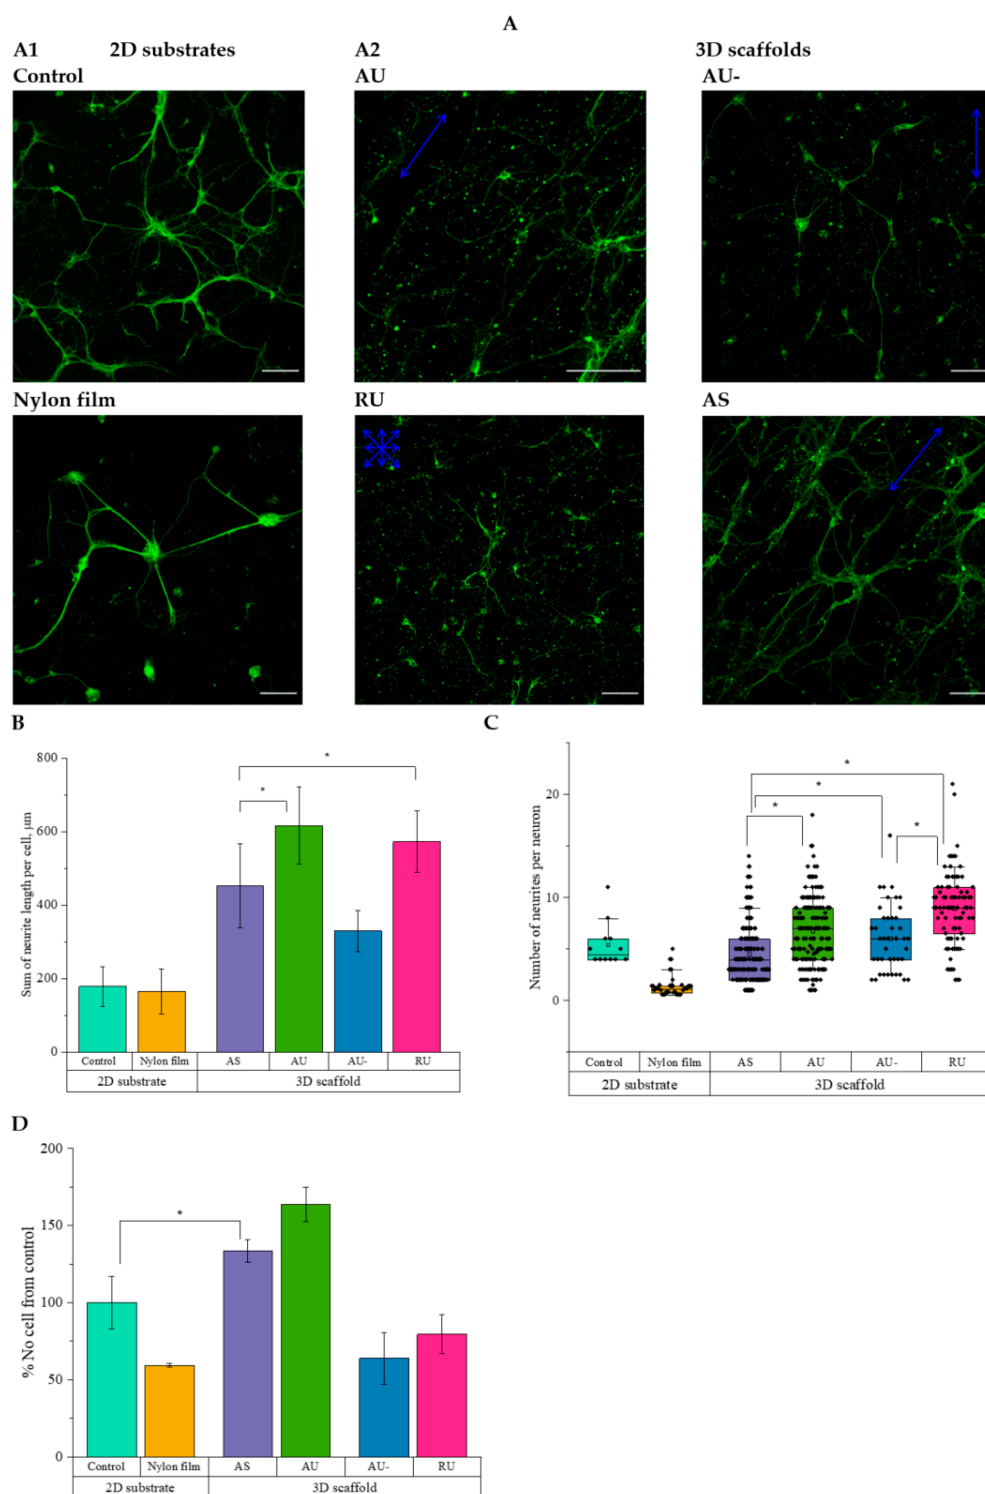 A
A1 2D substrates A2 3D scaffolds
Control AU AU-
Nylon film RU AS
B C
Sum of neurite length per cell, μm
800
600
400
200
0
*
*
Control Nylon film AS AU AU- RU
2D substrate 3D scaffold
Number of neurites per neuron
20
10
0
*
*
*
*
Control Nylon film AS AU AU- RU
2D substrate 3D scaffold
D
% No cell from control
200
150
100
50
0
*
Control Nylon film AS AU AU- RU
2D substrate 3D scaffold